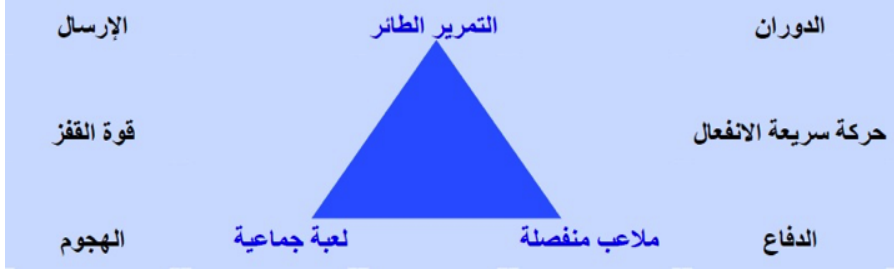 الدوران
التمرير الطائر
الإرسال
حركة سريعة الانفعال
قوة القفز
الدفاع
ملاعب منفصلة
لعبة جماعية
الهجوم